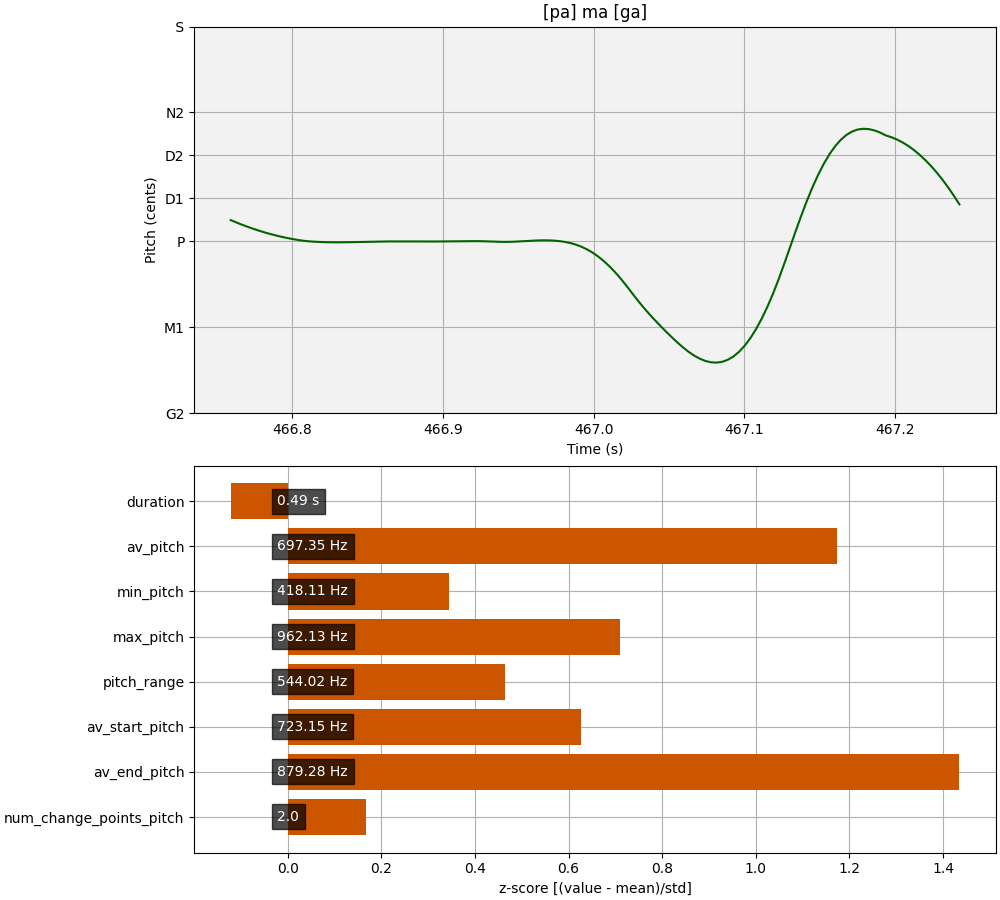 [pa] ma [ga]
S
N2
D2
D1
P
M1
G2
Pitch (cents)
466.8 466.9 467.0 467.1 467.2
Time (s)
duration 0.49 s
av_pitch 697.35 Hz
min_pitch 418.11 Hz
max_pitch 962.13 Hz
pitch_range 544.02 Hz
av_start_pitch 723.15 Hz
av_end_pitch 879.28 Hz
num_change_points_pitch 2.0
0.0 0.2 0.4 0.6 0.8 1.0 1.2 1.4
z-score [(value - mean)/std]